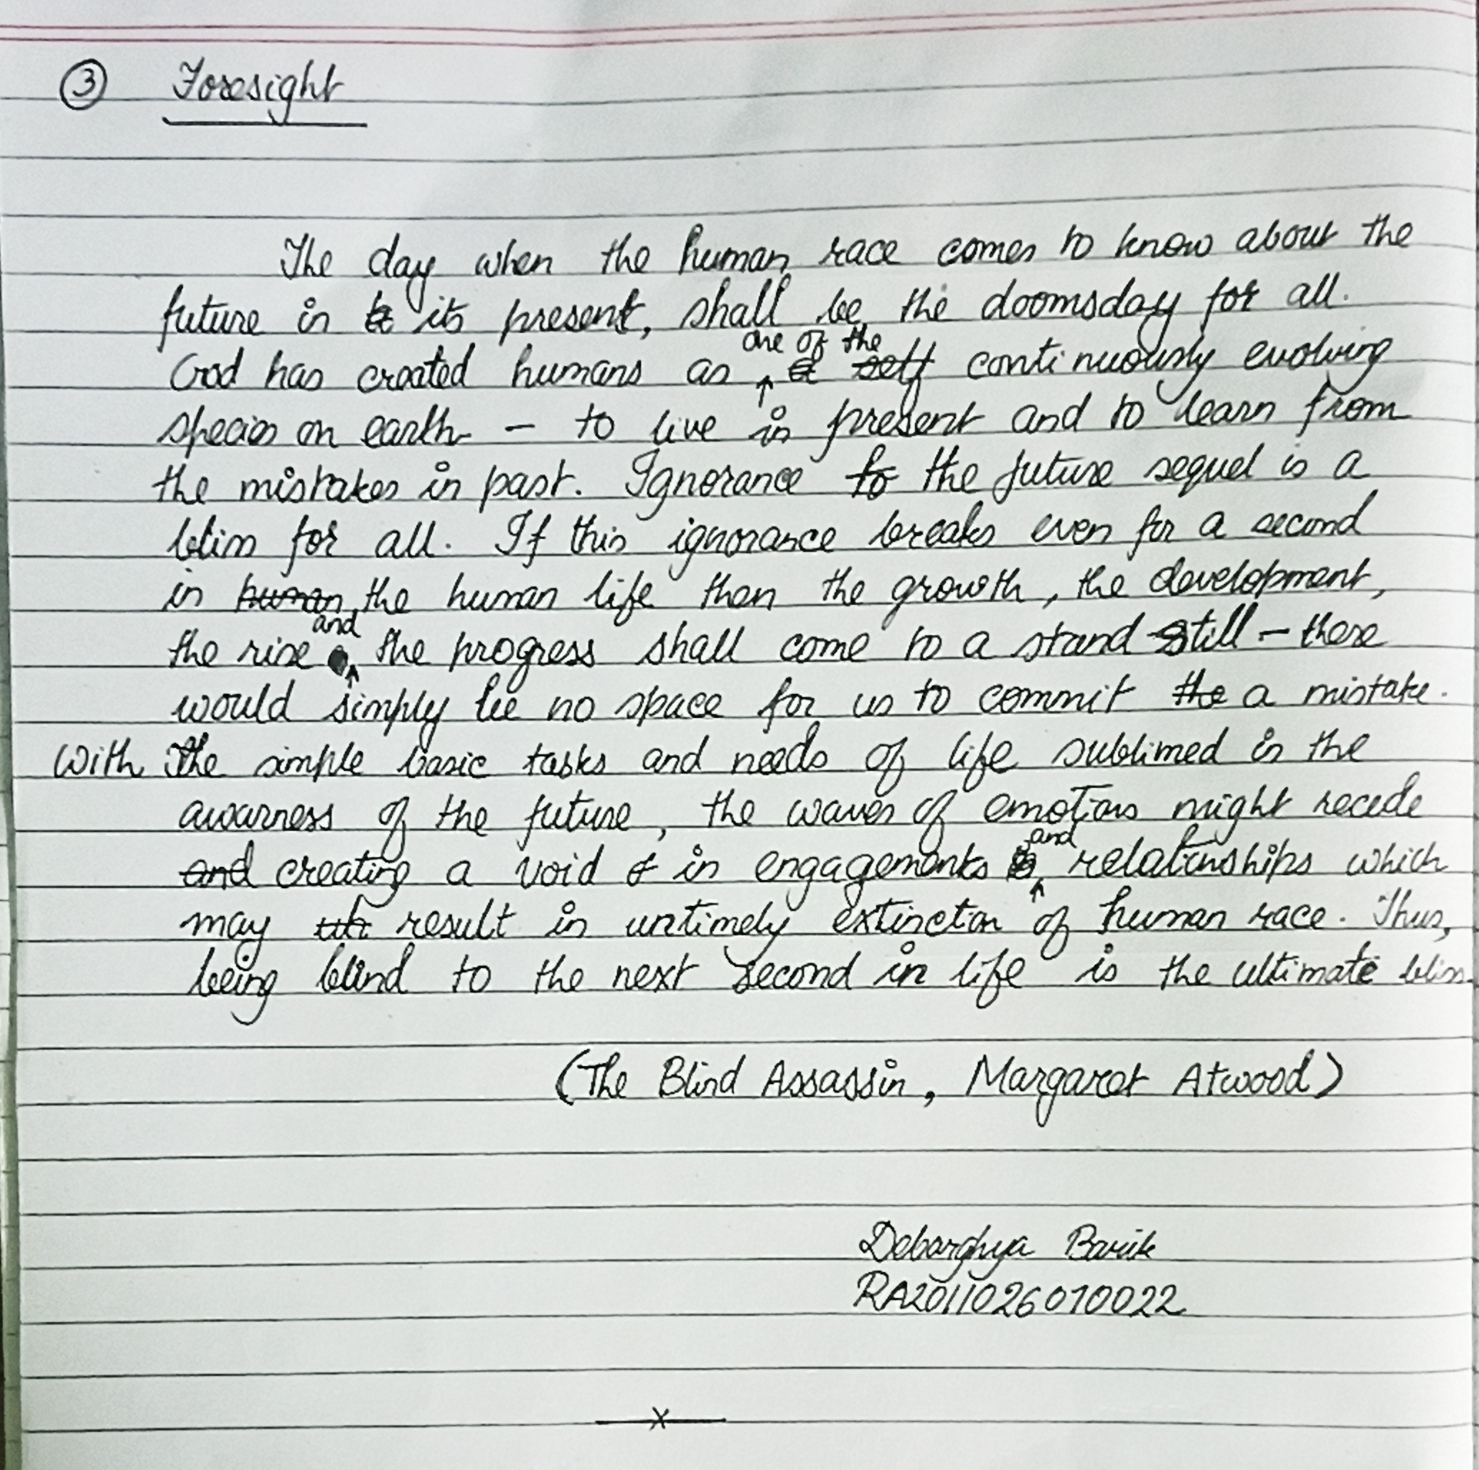 ③ Foresight
The day when the human race comes to know about the
future in its present, shall be the doomsday for all.
God has created humans as one of the continuously evolving
species on earth – to live in present and to learn from
the mistakes in past. Ignorance to the future sequel is a
blim for all. If this ignorance breaks even for a second
in the human life then the growth, the development,
the rise and the progress shall come to a stand still – there
would simply be no space for us to commit a mistake.
With the simple basic tasks and needs of life sublimed in the
awarness of the future, the waves of emotions might recede
creating a void in engagements and relationships which
may result in untimely extinction of human race. Thus,
being blind to the next second in life is the ultimate blim
(The Blind Assassin, Margaret Atwood)
Debarghya Barik
RA2011026010022
x